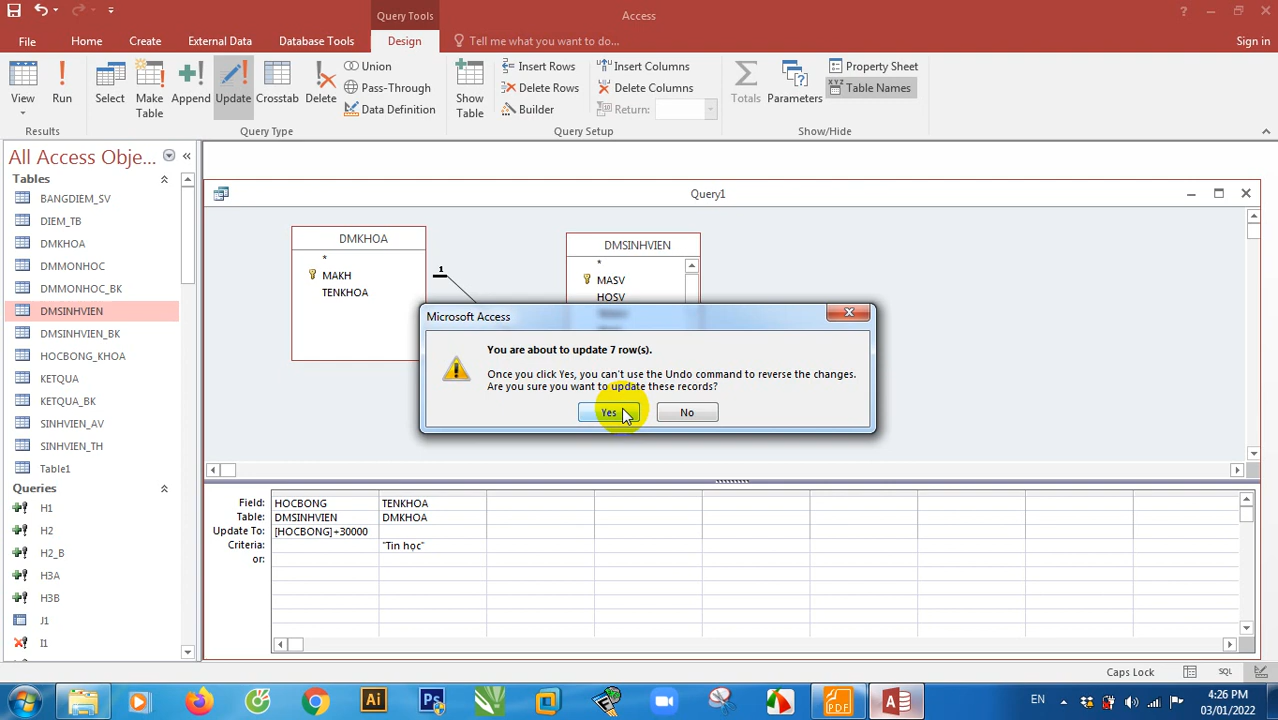 Query Tools
Access
File
Home
Create
External Data
Database Tools
Design
Tell me what you want to do...
Sign in
View
Run
Select
Make Table
Append
Update
Crosstab
Delete
Union
Pass-Through
Data Definition
Show Table
Insert Rows
Delete Rows
Builder
Insert Columns
Delete Columns
Return:
Totals
Parameters
Property Sheet
Table Names
Results
Query Type
Query Setup
Show/Hide
All Access Obje...
Tables
BANGDIEM_SV
DIEM_TB
DMKHOA
DMMONHOC
DMMONHOC_BK
DMSINHVIEN
DMSINHVIEN_BK
HOCBONG_KHOA
KETQUA
KETQUA_BK
SINHVIEN_AV
SINHVIEN_TH
Table1
Queries
H1
H2
H2_B
H3A
H3B
J1
I1
Query1
DMKHOA
*
MAKH
TENKHOA
1
DMSINHVIEN
*
MASV
HOSV
Microsoft Access
You are about to update 7 row(s).
Once you click Yes, you can't use the Undo command to reverse the changes.
Are you sure you want to update these records?
Yes
No
Field: HOCBONG TENKHOA
Table: DMSINHVIEN DMKHOA
Update To: [HOCBONG]+30000
Criteria: "Tin học"
or:
Caps Lock
SQL
EN
4:26 PM
03/01/2022